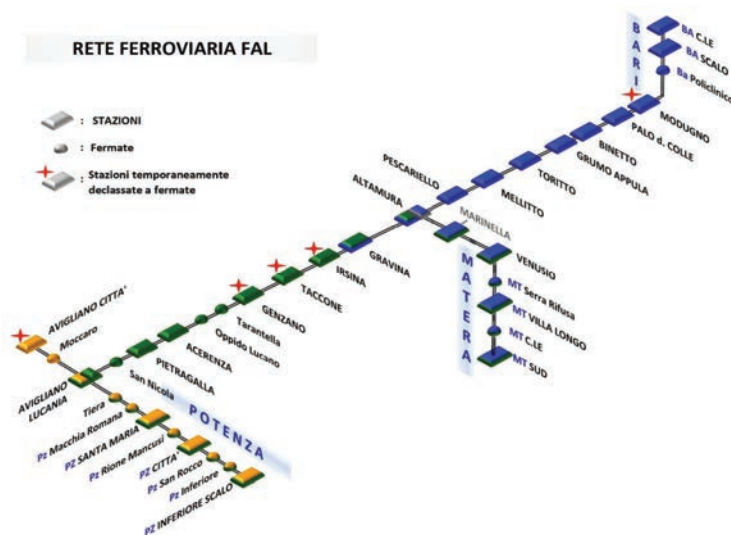 RETE FERROVIARIA FAL
: STAZIONI
: Fermate
: Stazioni temporaneamente
declassate a fermate
BARI
BA C.LE
BA SCALO
Ba Policlinico
MODUGNO
PALO d. COLLE
BINETTO
GRUMO APPULA
TORITTO
MELLITTO
PESCARIELLO
ALTAMURA
MARINELLA
VENUSIO
MATERA
MT Serra Rifusa
MT VILLA LONGO
MT C.LE
MT SUD
GRAVINA
IRSINA
TACCONE
GENZANO
Tarantella
Oppido Lucano
ACERENZA
PIETRAGALLA
San Nicola
AVIGLIANO CITTA'
Moccaro
AVIGLIANO
LUCANIA
POTENZA
Tiera
Pz Macchia Romana
PZ SANTA MARIA
Pz Rione Mancusi
PZ CITTA'
Pz San Rocco
Pz Inferiore
PZ INFERIORE SCALO